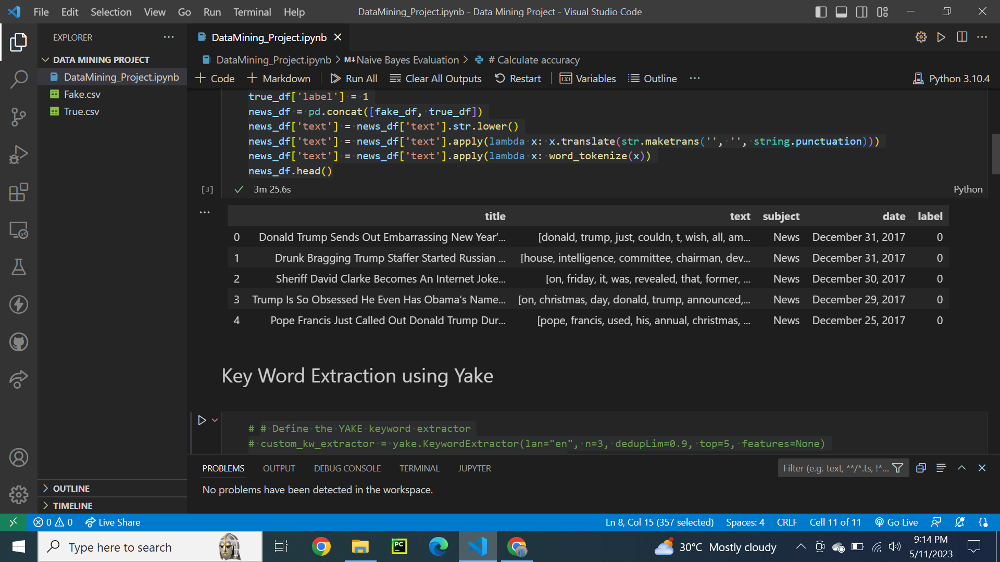 File Edit Selection View Go Run Terminal Help
DataMining_Project.ipynb - Data Mining Project - Visual Studio Code
EXPLORER
DATA MINING PROJECT
DataMining_Project.ipynb
Fake.csv
True.csv
OUTLINE
TIMELINE
DataMining_Project.ipynb
DataMining_Project.ipynb > M↓Naive Bayes Evaluation > # Calculate accuracy
+ Code + Markdown Run All Clear All Outputs Restart Variables Outline ··· Python 3.10.4
true_df['label'] = 1
news_df = pd.concat([fake_df, true_df])
news_df['text'] = news_df['text'].str.lower()
news_df['text'] = news_df['text'].apply(lambda x: x.translate(str.maketrans('', '', string.punctuation)))
news_df['text'] = news_df['text'].apply(lambda x: word_tokenize(x))
news_df.head()
[3] 3m 25.6s Python
title text subject date label
0 Donald Trump Sends Out Embarrassing New Year’... [donald, trump, just, couldn, t, wish, all, am... News December 31, 2017 0
1 Drunk Bragging Trump Staffer Started Russian ... [house, intelligence, committee, chairman, dev... News December 31, 2017 0
2 Sheriff David Clarke Becomes An Internet Joke... [on, friday, it, was, revealed, that, former, ... News December 30, 2017 0
3 Trump Is So Obsessed He Even Has Obama’s Name... [on, christmas, day, donald, trump, announced,... News December 29, 2017 0
4 Pope Francis Just Called Out Donald Trump Dur... [pope, francis, used, his, annual, christmas, ... News December 25, 2017 0
Key Word Extraction using Yake
# # Define the YAKE keyword extractor
# custom_kw_extractor = yake.KeywordExtractor(lan="en", n=3, dedupLim=0.9, top=5, features=None)
PROBLEMS OUTPUT DEBUG CONSOLE TERMINAL JUPYTER
Filter (e.g. text, **/*.ts, !*...
No problems have been detected in the workspace.
0 0 Live Share
Ln 8, Col 15 (357 selected) Spaces: 4 CRLF Cell 11 of 11 Go Live
Type here to search
PC
30°C Mostly cloudy
9:14 PM
5/11/2023